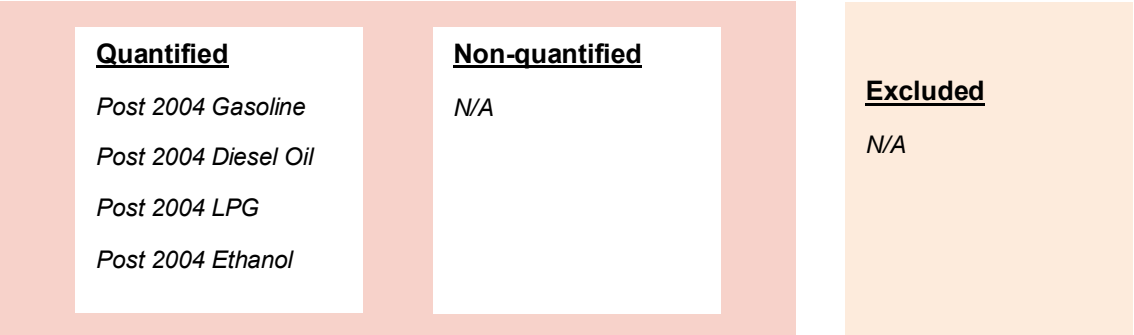 Quantified
Post 2004 Gasoline
Post 2004 Diesel Oil
Post 2004 LPG
Post 2004 Ethanol
Non-quantified
N/A
Excluded
N/A